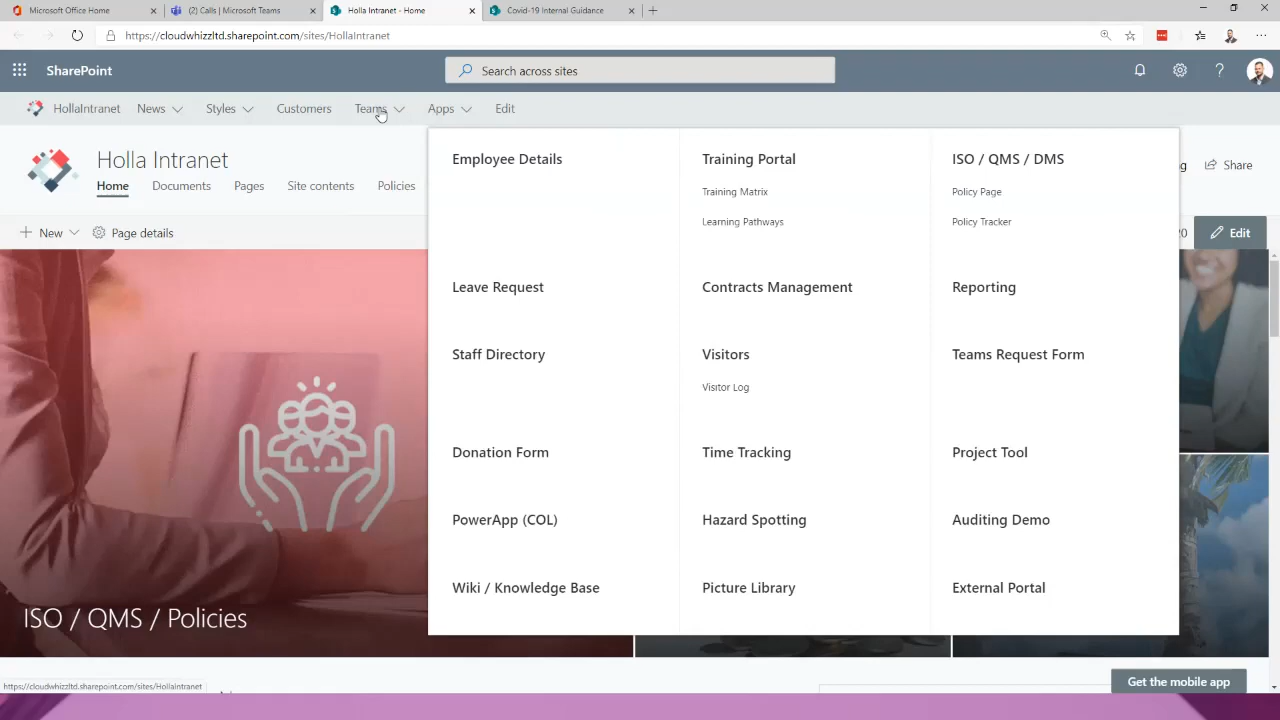 Microsoft Office Home
(2) Calls | Microsoft Teams
Holla Intranet - Home
Covid-19 Internal Guidance
https://cloudwhizzltd.sharepoint.com/sites/HollaIntranet
SharePoint
Search across sites
HollaIntranet News Styles Customers Teams Apps Edit
Holla Intranet
Home Documents Pages Site contents Policies
Share
New Page details
Edit
Employee Details
Training Portal
Training Matrix
Learning Pathways
ISO / QMS / DMS
Policy Page
Policy Tracker
Leave Request
Contracts Management
Reporting
Staff Directory
Visitors
Visitor Log
Teams Request Form
Donation Form
Time Tracking
Project Tool
PowerApp (COL)
Hazard Spotting
Auditing Demo
Wiki / Knowledge Base
Picture Library
External Portal
ISO / QMS / Policies
Get the mobile app
https://cloudwhizzltd.sharepoint.com/sites/HollaIntranet